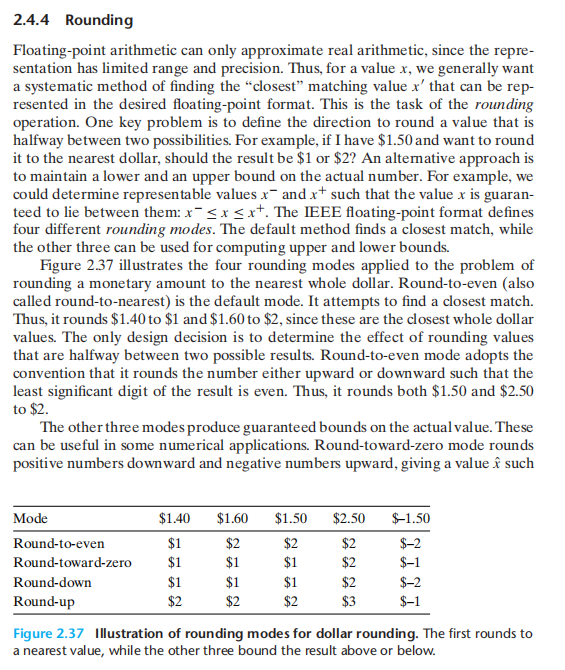 2.4.4 Rounding
Floating-point arithmetic can only approximate real arithmetic, since the repre-
sentation has limited range and precision. Thus, for a value x, we generally want
a systematic method of finding the “closest” matching value x′ that can be rep-
resented in the desired floating-point format. This is the task of the rounding
operation. One key problem is to define the direction to round a value that is
halfway between two possibilities. For example, if I have $1.50 and want to round
it to the nearest dollar, should the result be $1 or $2? An alternative approach is
to maintain a lower and an upper bound on the actual number. For example, we
could determine representable values x⁻ and x⁺ such that the value x is guaran-
teed to lie between them: x⁻ ≤ x ≤ x⁺. The IEEE floating-point format defines
four different rounding modes. The default method finds a closest match, while
the other three can be used for computing upper and lower bounds.
Figure 2.37 illustrates the four rounding modes applied to the problem of
rounding a monetary amount to the nearest whole dollar. Round-to-even (also
called round-to-nearest) is the default mode. It attempts to find a closest match.
Thus, it rounds $1.40 to $1 and $1.60 to $2, since these are the closest whole dollar
values. The only design decision is to determine the effect of rounding values
that are halfway between two possible results. Round-to-even mode adopts the
convention that it rounds the number either upward or downward such that the
least significant digit of the result is even. Thus, it rounds both $1.50 and $2.50
to $2.
The other three modes produce guaranteed bounds on the actual value. These
can be useful in some numerical applications. Round-toward-zero mode rounds
positive numbers downward and negative numbers upward, giving a value x̂ such
Mode $1.40 $1.60 $1.50 $2.50 $–1.50
Round-to-even $1 $2 $2 $2 $–2
Round-toward-zero $1 $1 $1 $2 $–1
Round-down $1 $1 $1 $2 $–2
Round-up $2 $2 $2 $3 $–1
Figure 2.37 Illustration of rounding modes for dollar rounding. The first rounds to
a nearest value, while the other three bound the result above or below.